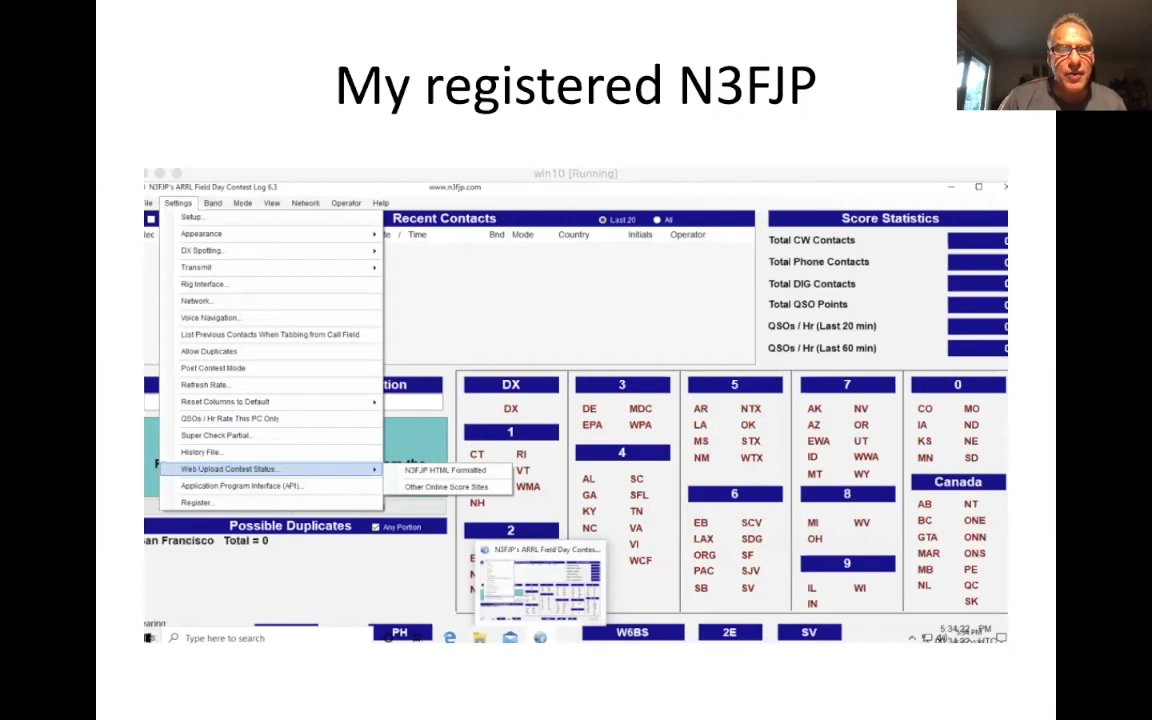 My registered N3FJP
win10 [Running]
N3FJP's ARRL Field Day Contest Log 6.3 www.n3fjp.com
Settings Band Mode View Network Operator Help
Setup...
Appearance
DX Spotting...
Transmit
Rig Interface...
Network...
Voice Navigation...
List Previous Contacts When Tabbing from Call Field
Allow Duplicates
Post Contest Mode
Refresh Rate...
Reset Columns to Default
QSOs / Hr Rate This PC Only
Super Check Partial...
History File...
Web Upload Contest Status...
Application Program Interface (API)...
Register...
N3FJP HTML Formatted
Other Online Score Sites
Recent Contacts Last 20 All
/ Time Bnd Mode Country Initials Operator
Score Statistics
Total CW Contacts
Total Phone Contacts
Total DIG Contacts
Total QSO Points
QSOs / Hr (Last 20 min)
QSOs / Hr (Last 60 min)
Possible Duplicates Any Portion
San Francisco Total = 0
DX
DX
1
CT RI
VT
WMA
NH
2
3
DE MDC
EPA WPA
4
AL SC
GA SFL
KY TN
NC VA
VI
WCF
5
AR NTX
LA OK
MS STX
NM WTX
6
EB SCV
LAX SDG
ORG SF
PAC SJV
SB SV
7
AK NV
AZ OR
EWA UT
ID WWA
MT WY
8
MI WV
OH
9
IL WI
IN
0
CO MO
IA ND
KS NE
MN SD
Canada
AB NT
BC ONE
GTA ONN
MAR ONS
MB PE
NL QC
SK
N3FJP's ARRL Field Day Contes...
Type here to search
PH W6BS 2E SV
5:34:22 PM